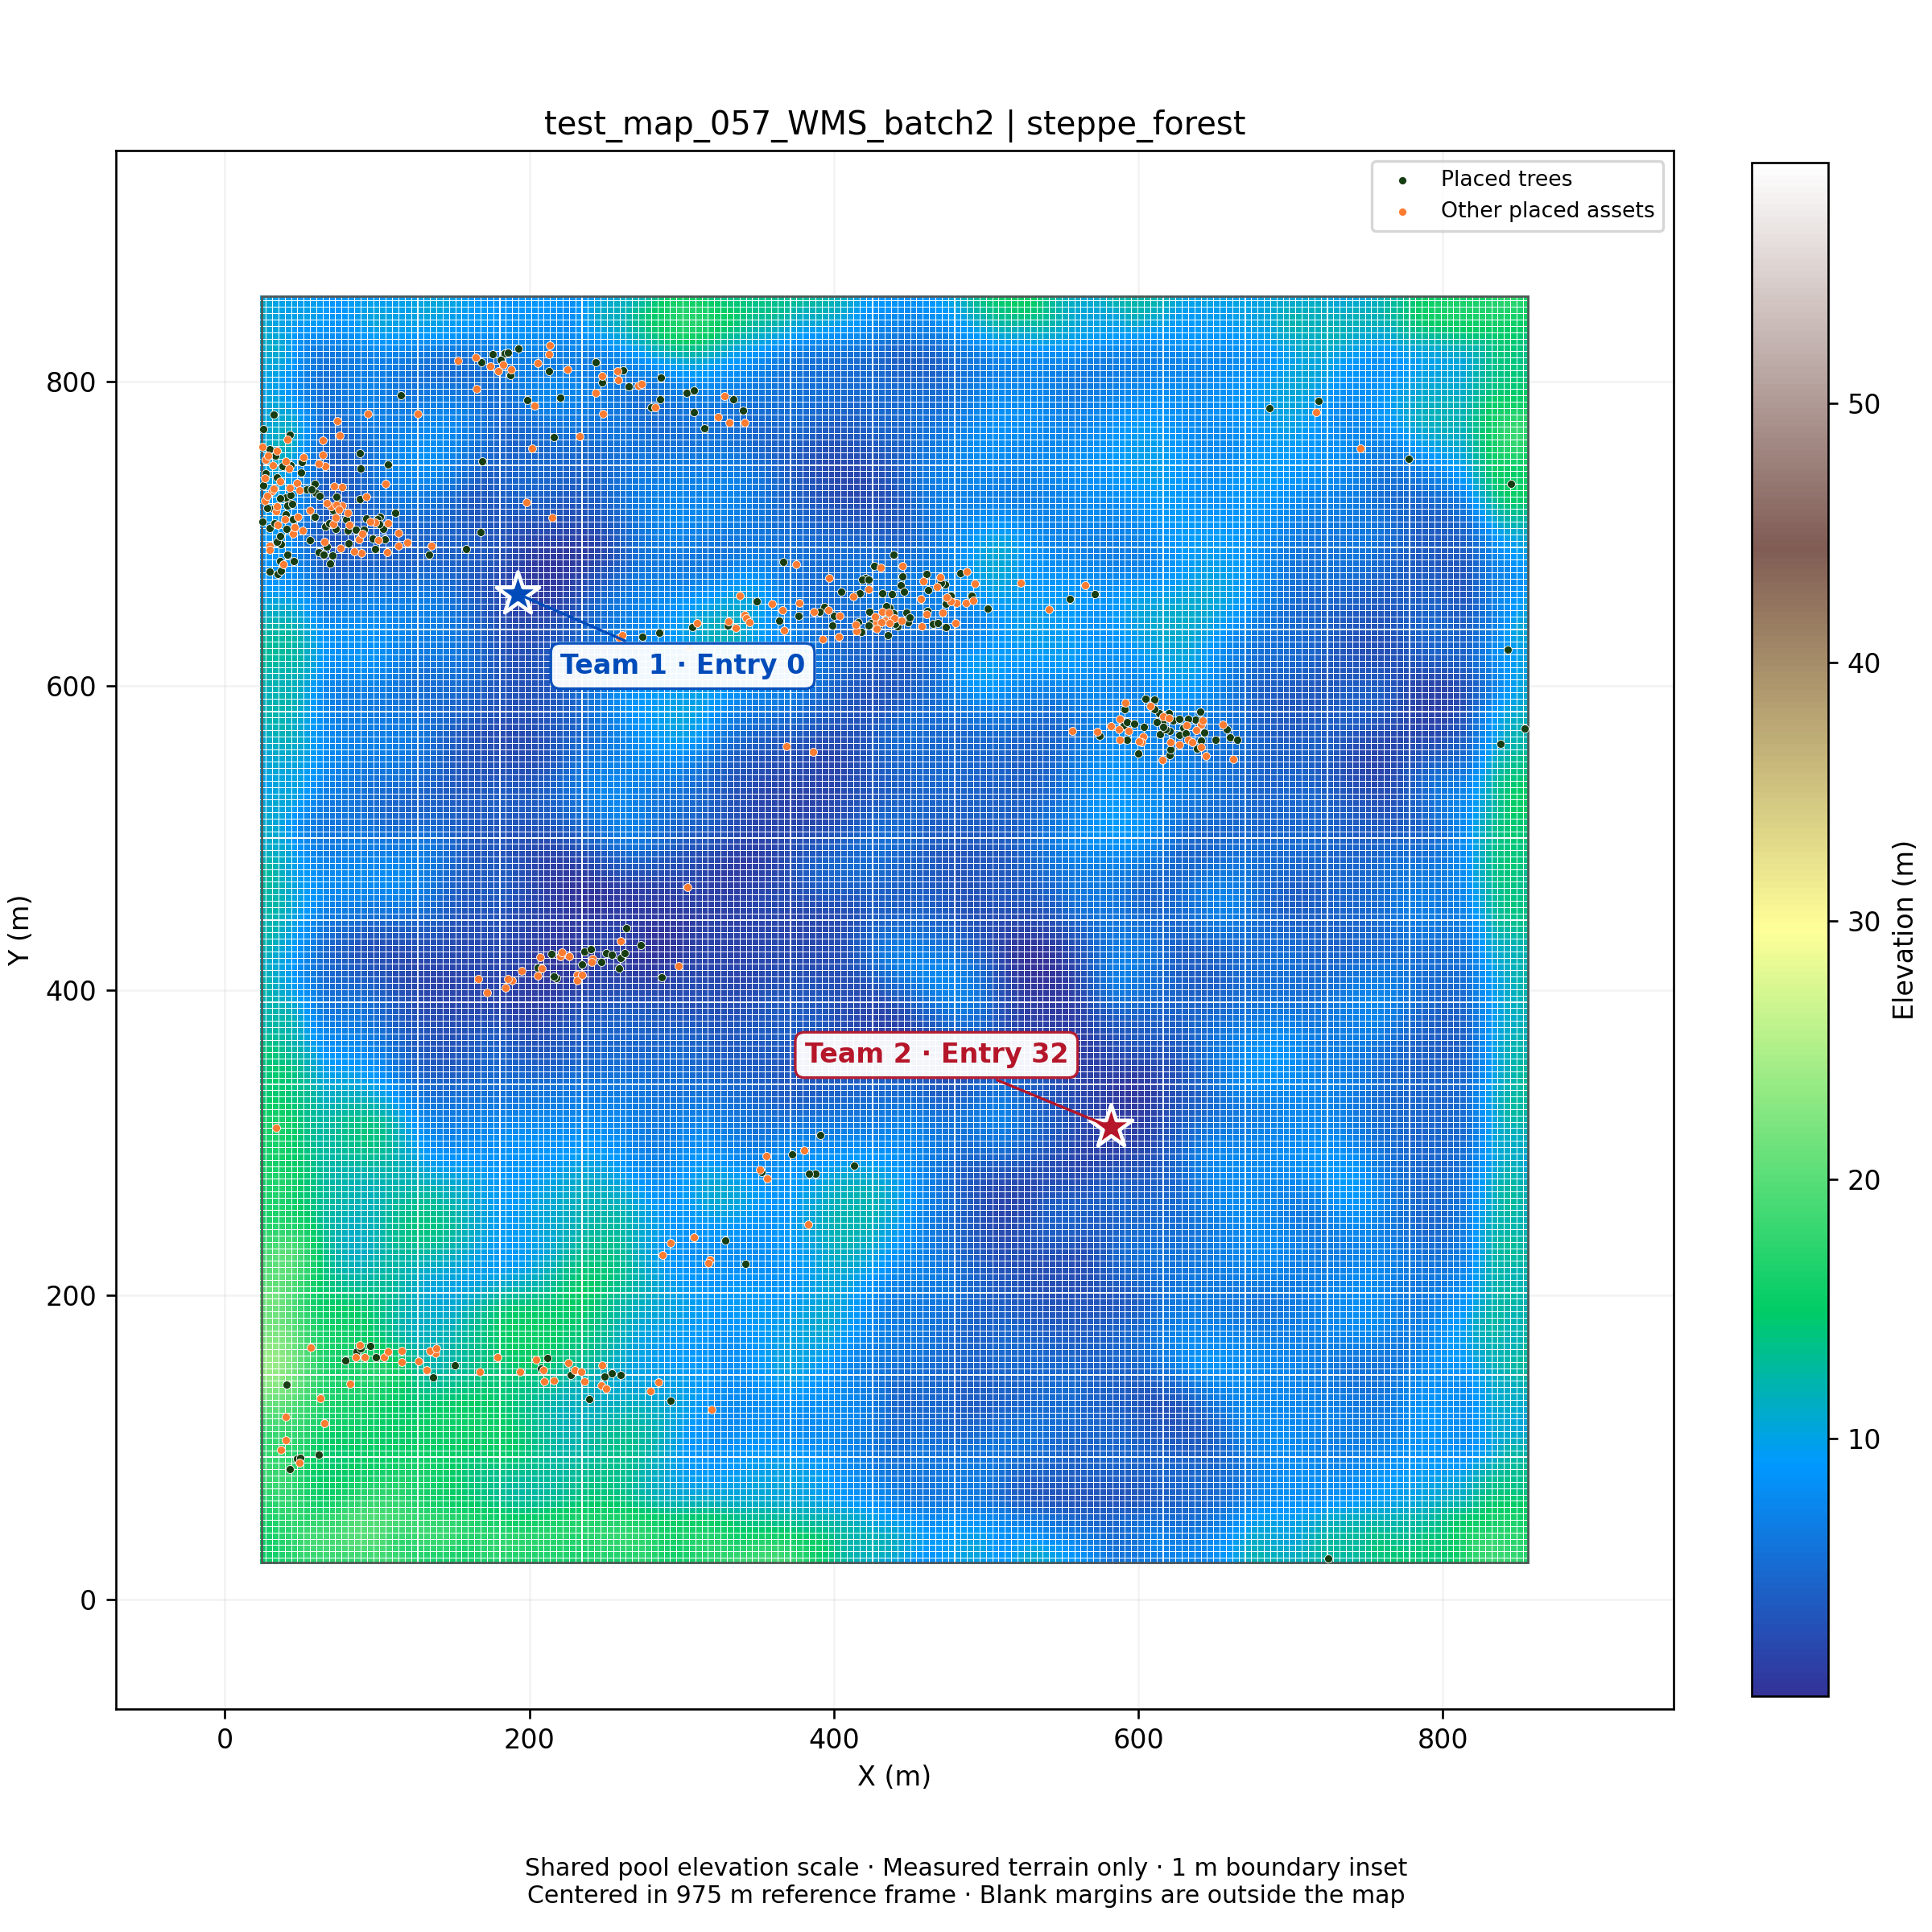 test_map_057_WMS_batch2 | steppe_forest
Placed trees
Other placed assets
Team 1 · Entry 0
Team 2 · Entry 32
800
600
400
200
0
Y (m)
0
200
400
600
800
X (m)
50
40
30
20
10
Elevation (m)
Shared pool elevation scale · Measured terrain only · 1 m boundary inset
Centered in 975 m reference frame · Blank margins are outside the map